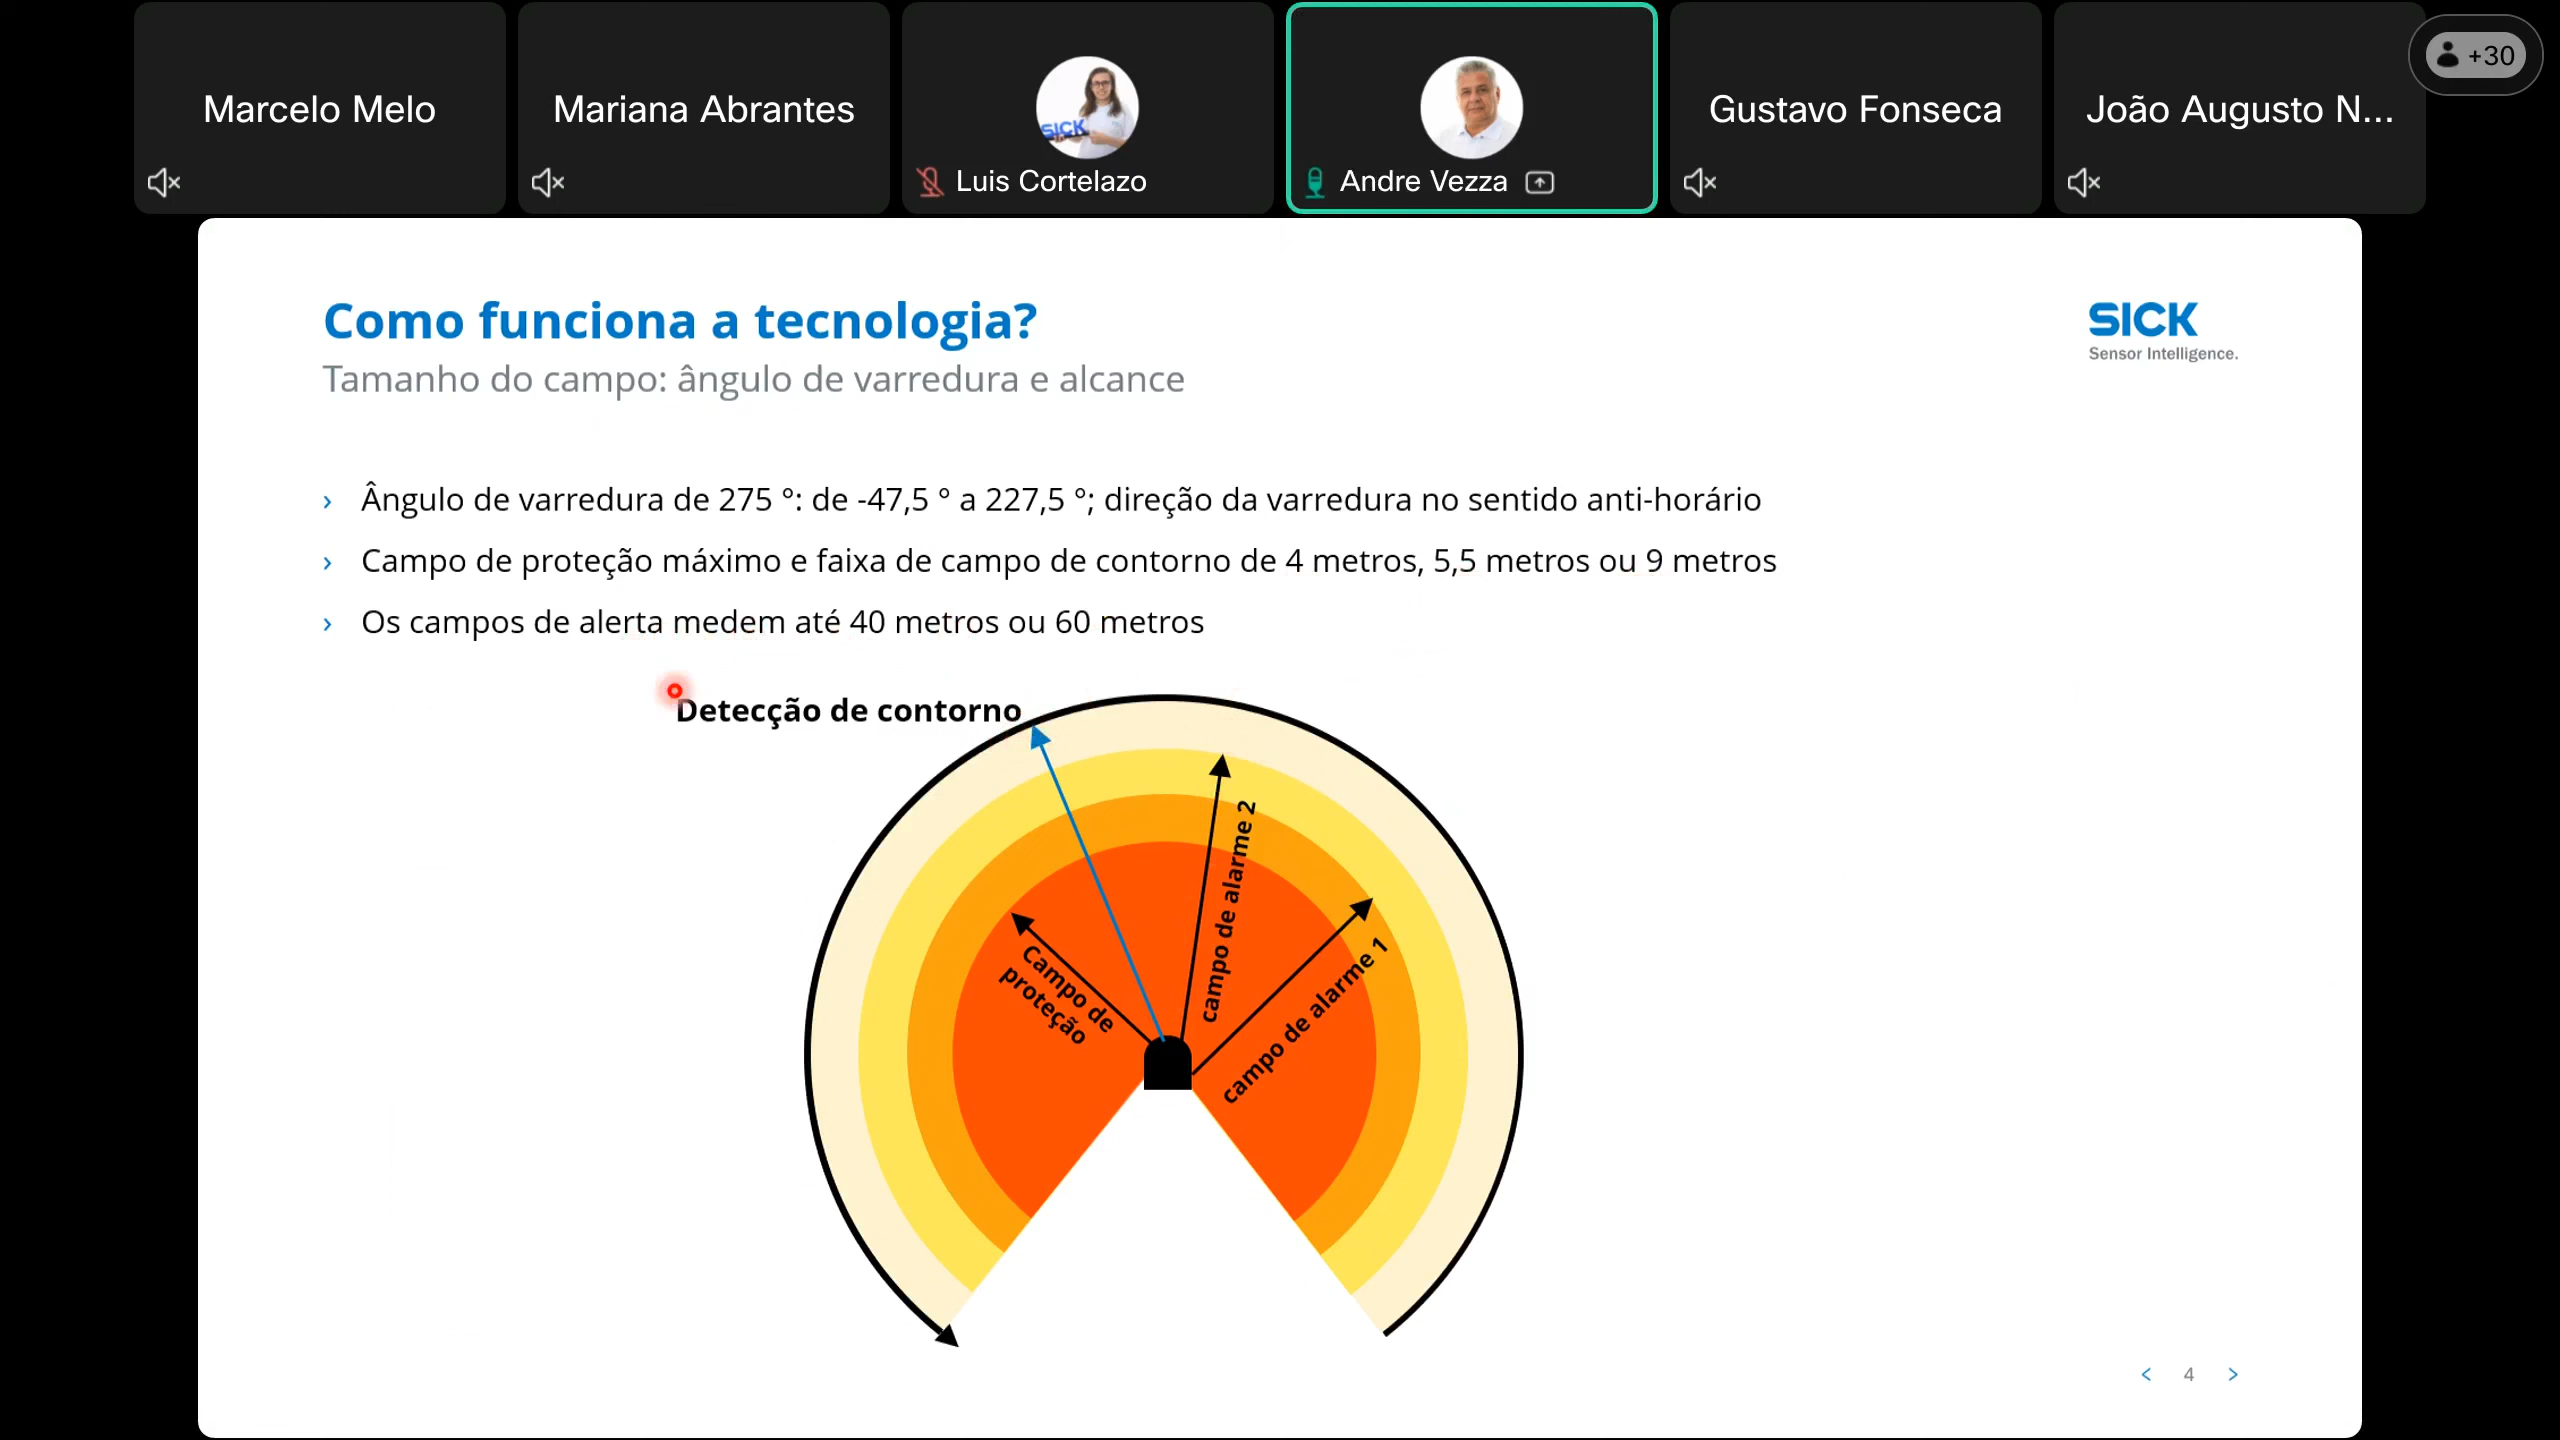 Marcelo Melo
Mariana Abrantes
SICK
Luis Cortelazo
Andre Vezza
Gustavo Fonseca
João Augusto N...
+30
Como funciona a tecnologia?
Tamanho do campo: ângulo de varredura e alcance
SICK
Sensor Intelligence.
› Ângulo de varredura de 275 °: de -47,5 ° a 227,5 °; direção da varredura no sentido anti-horário
› Campo de proteção máximo e faixa de campo de contorno de 4 metros, 5,5 metros ou 9 metros
› Os campos de alerta medem até 40 metros ou 60 metros
Detecção de contorno
campo de alarme 2
Campo de
proteção
campo de alarme 1
< 4 >